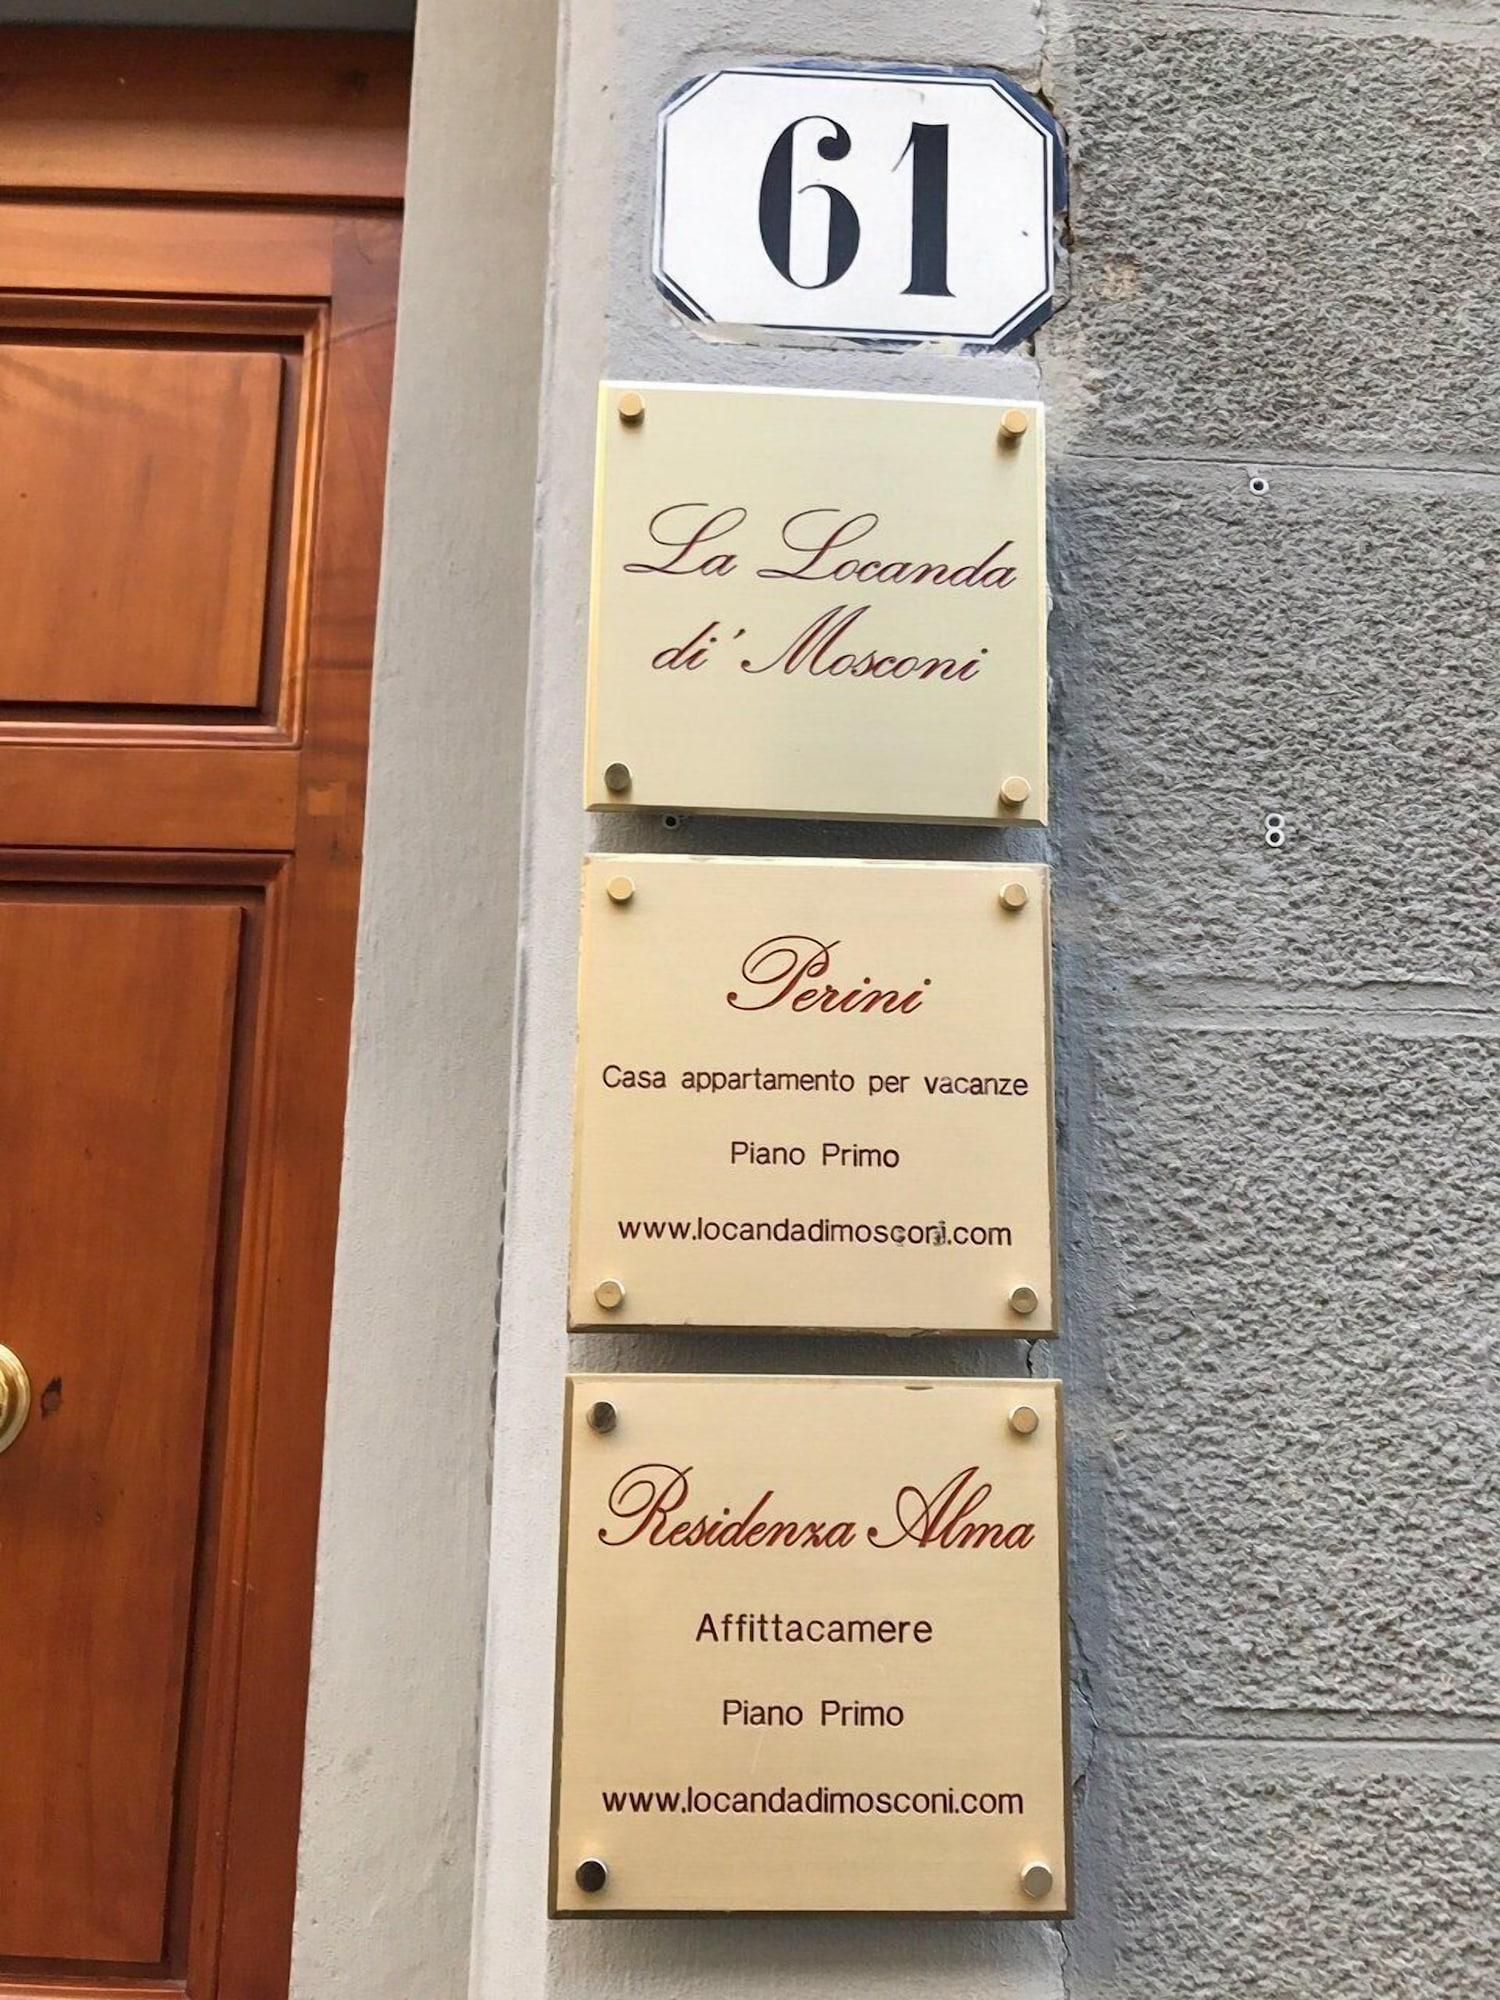 61
La Locanda
di' Mosconi
Perini
Casa appartamento per vacanze
Piano Primo
www.locandadimosconi.com
Residenza Alma
Affittacamere
Piano Primo
www.locandadimosconi.com